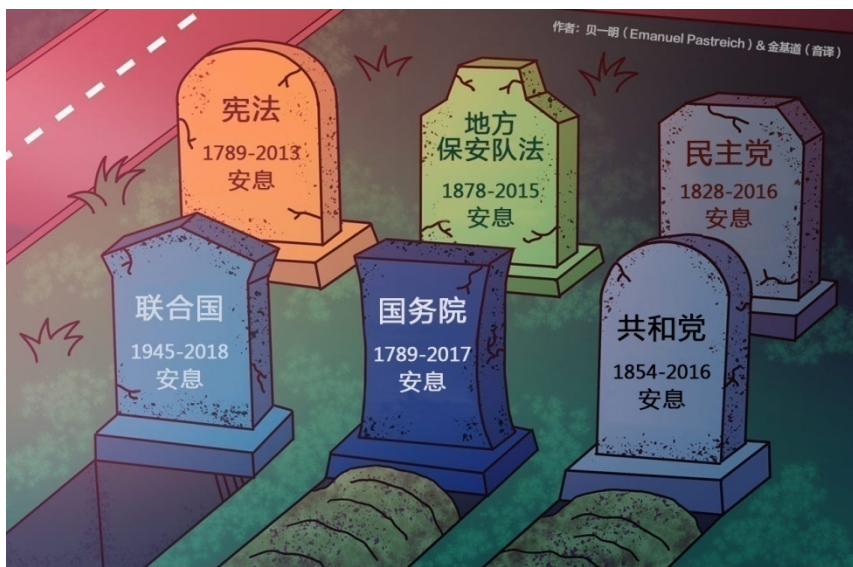 作者：贝一明（Emanuel Pastreich）& 金基道（音译）
宪法
1789-2013
安息
地方
保安队法
1878-2015
安息
民主党
1828-2016
安息
联合国
1945-2018
安息
国务院
1789-2017
安息
共和党
1854-2016
安息